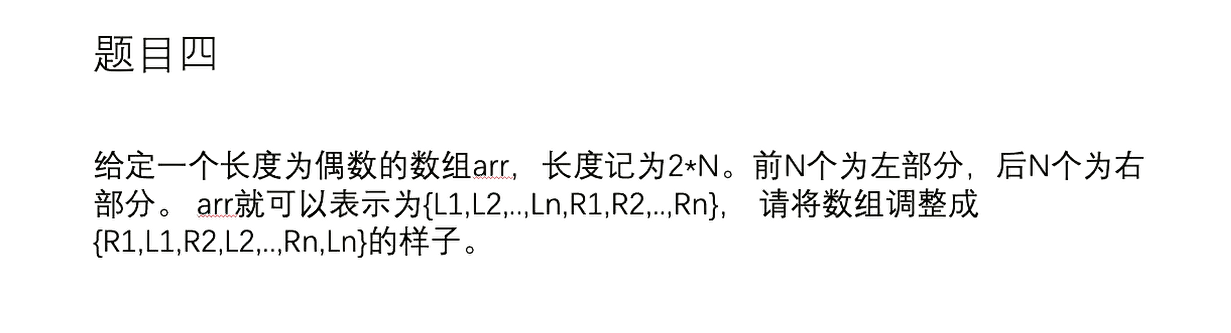 题目四
给定一个长度为偶数的数组arr，长度记为2*N。前N个为左部分，后N个为右
部分。 arr就可以表示为{L1,L2,..,Ln,R1,R2,..,Rn}， 请将数组调整成
{R1,L1,R2,L2,..,Rn,Ln}的样子。